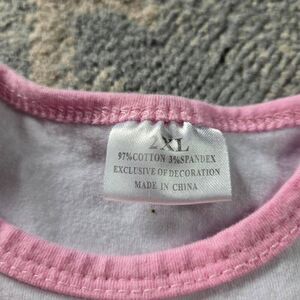 2XL
97%COTTON 3%SPANDEX
EXCLUSIVE OF DECORATION
MADE IN CHINA